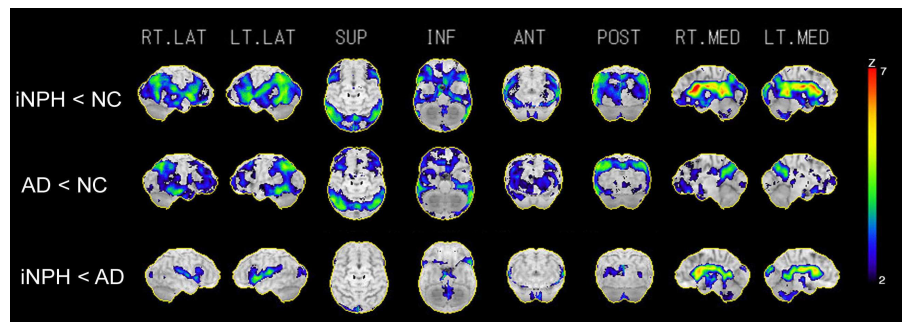 RT.LAT LT.LAT SUP INF ANT POST RT.MED LT.MED
Z
7
iNPH < NC
AD < NC
iNPH < AD
2